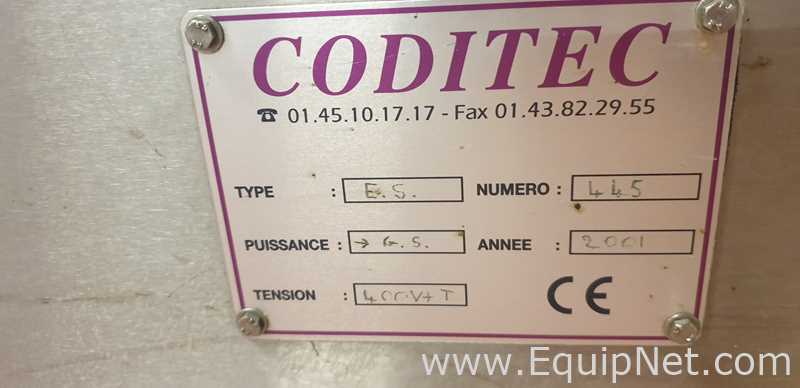 CODITEC
☎ 01.45.10.17.17 - Fax 01.43.82.29.55
TYPE : E.S. NUMERO : 445
PUISSANCE : → G.S. ANNEE : 2001
TENSION : 400V+T CE
www.EquipNet.com